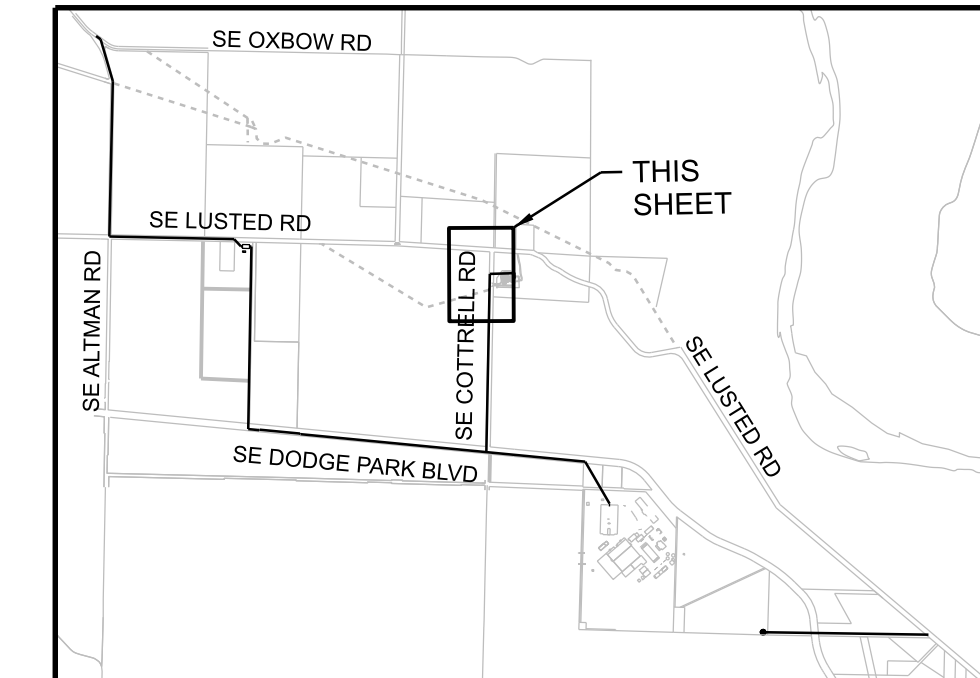 SE OXBOW RD
THIS
SHEET
SE LUSTED RD
SE ALTMAN RD
SE COTTRELL RD
SE LUSTED RD
SE DODGE PARK BLVD